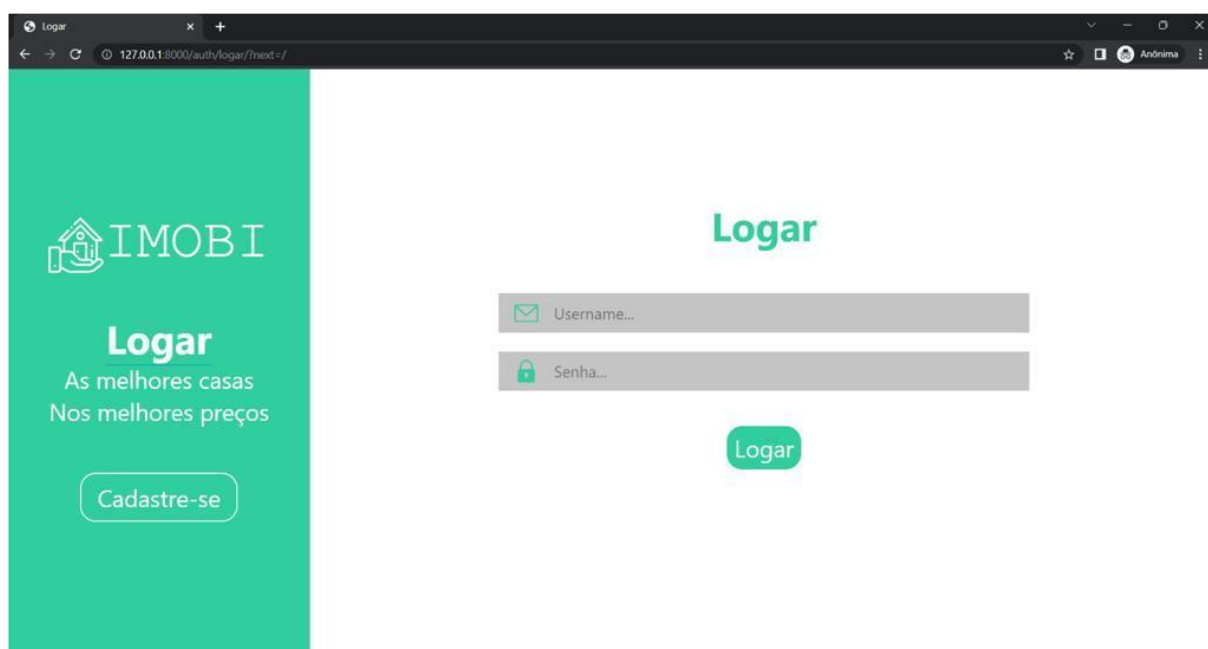 Logar
127.0.0.1:8000/auth/logar/?next=/
Anônima
IMOBI
Logar
As melhores casas
Nos melhores preços
Cadastre-se
Logar
Username...
Senha...
Logar